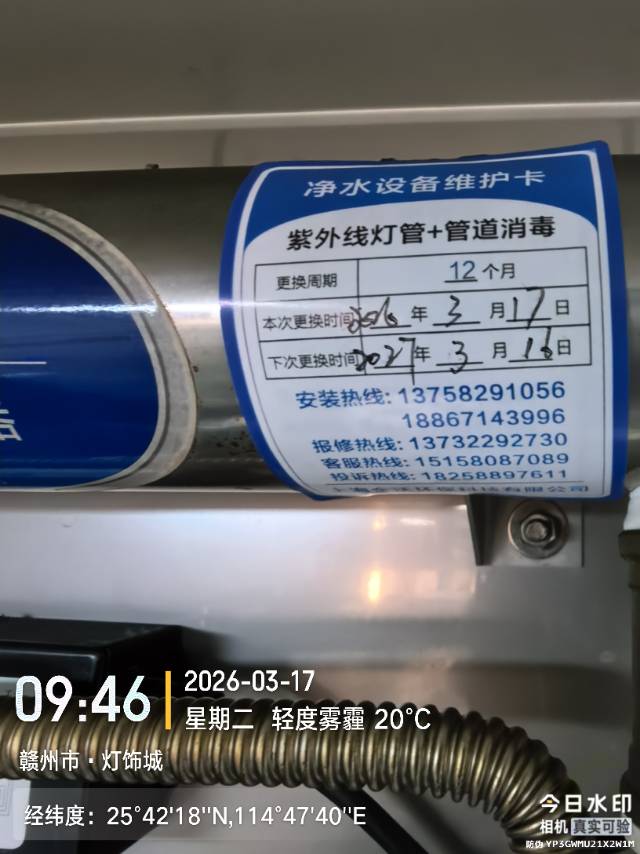 净水设备维护卡
紫外线灯管+管道消毒
更换周期 12个月
本次更换时间 2026年 3月 17日
下次更换时间 2027年 3月 16日
安装热线: 13758291056
18867143996
报修热线: 13732292730
客服热线: 15158087089
投诉热线: 18258897611
09:46
2026-03-17
星期二 轻度雾霾 20℃
赣州市·灯饰城
经纬度: 25°42'18"N,114°47'40"E
今日水印
相机 真实可验
防伪 YP3GWMU21X2W1M